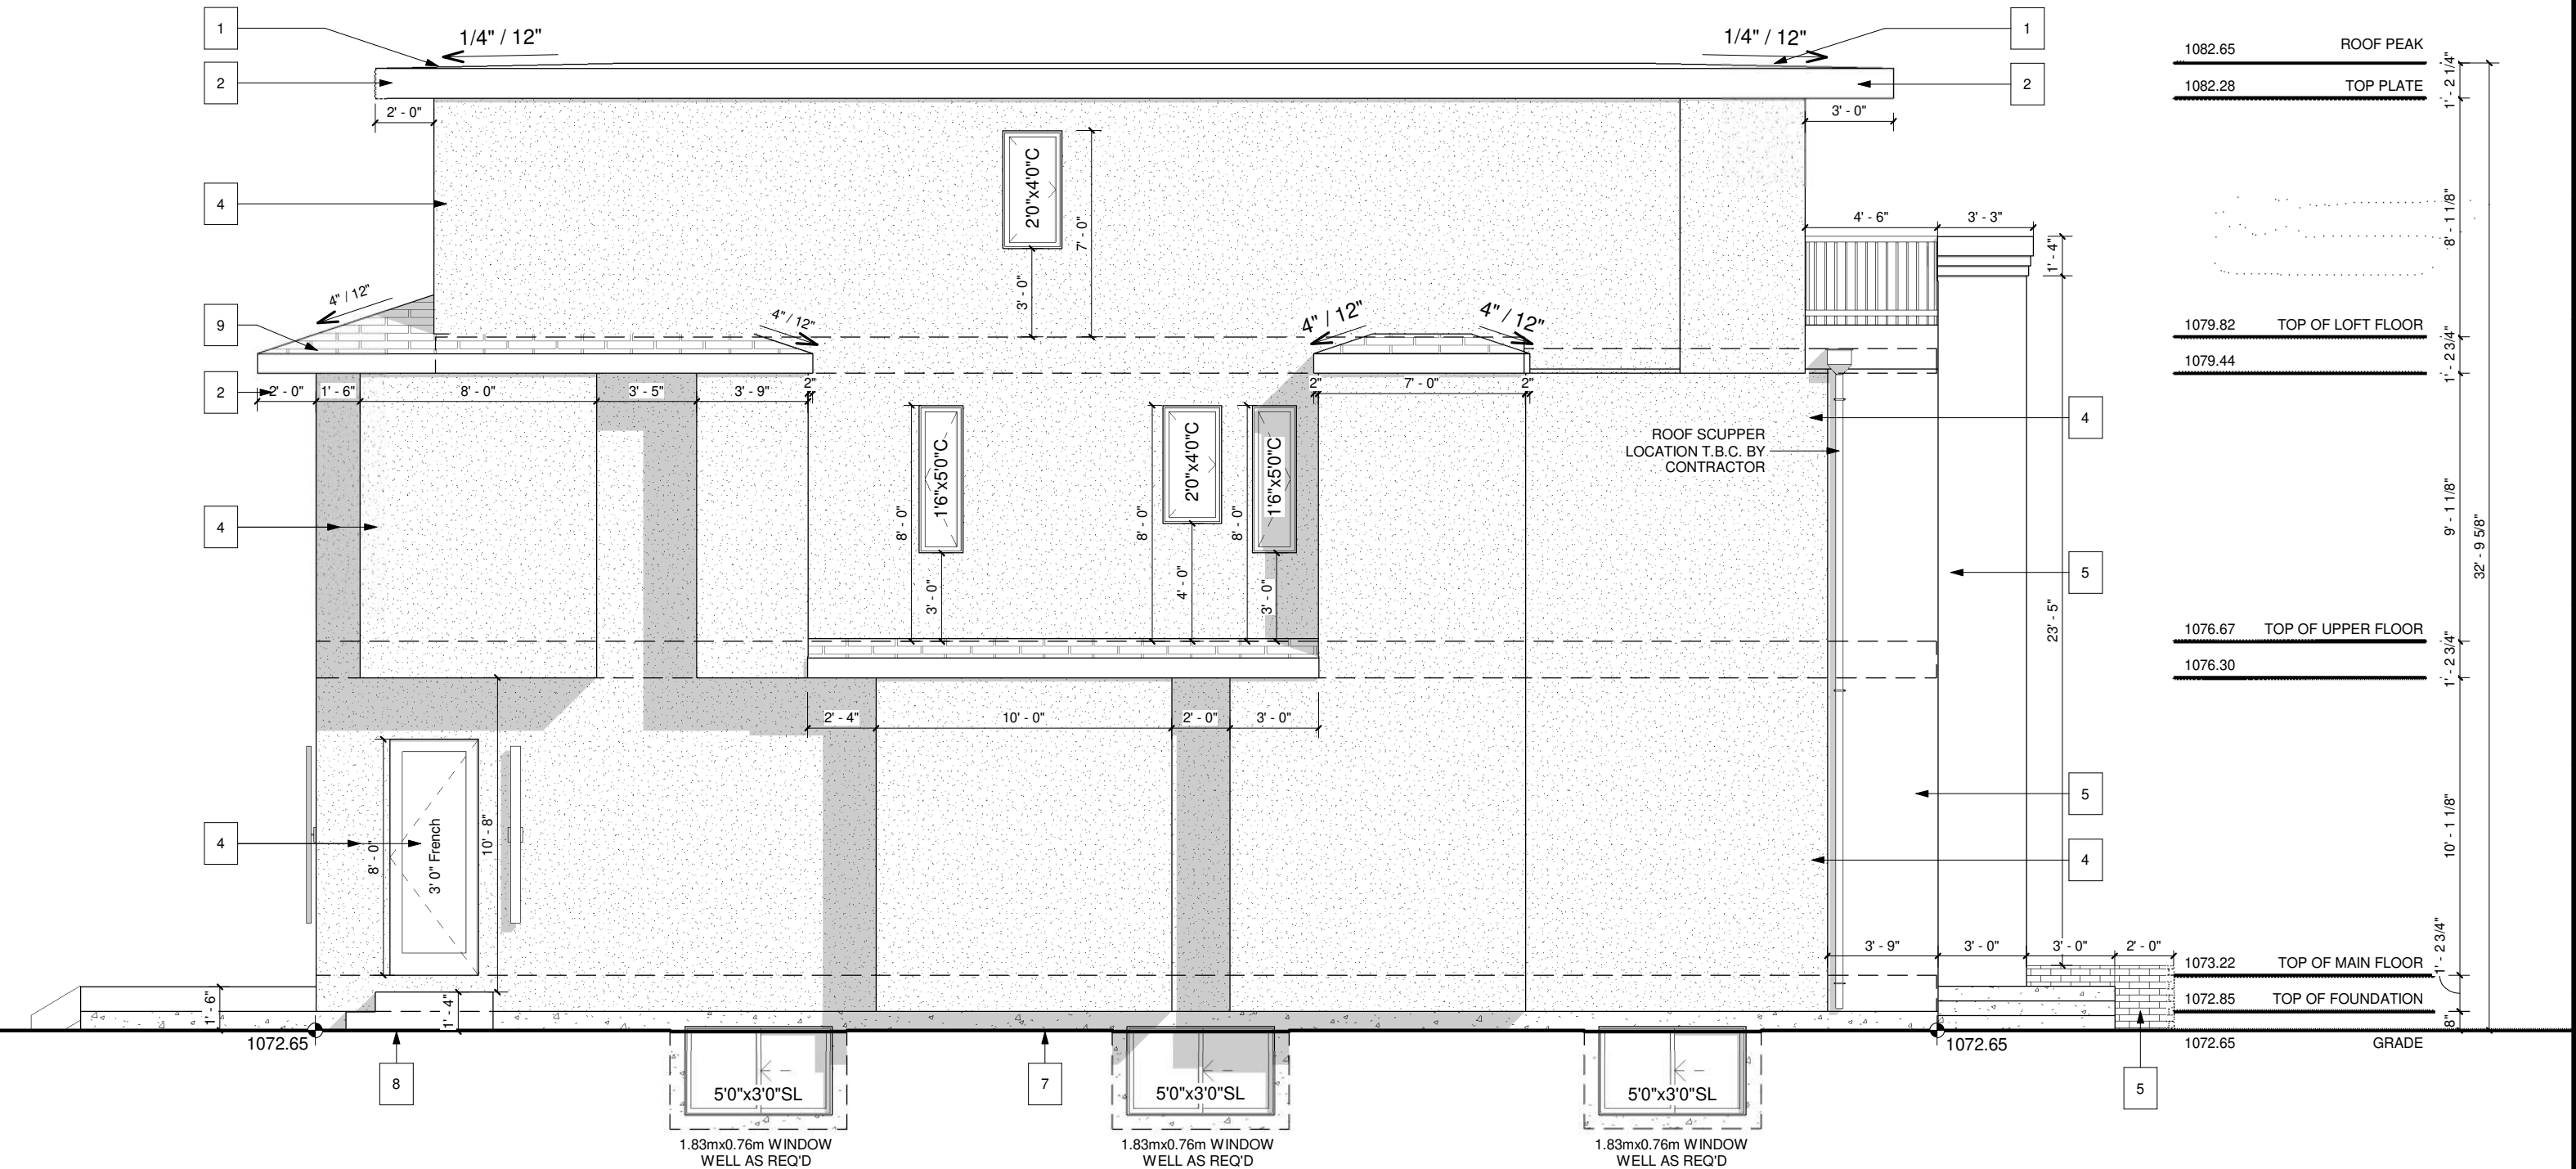 1
1/4" / 12"
1/4" / 12"
1
1082.65 ROOF PEAK
1' - 2 1/4"
2
2
1082.28 TOP PLATE
2' - 0"
3' - 0"
4
2'0"x4'0"C
7' - 0"
3' - 0"
8' - 1 1/8"
4' - 6"
3' - 3"
1' - 4"
4" / 12"
4" / 12"
4" / 12"
4" / 12"
9
1079.82 TOP OF LOFT FLOOR
1' - 2 3/4"
1079.44
2
2' - 0"
1' - 6"
8' - 0"
3' - 5"
3' - 9"
2"
2"
7' - 0"
2"
4
ROOF SCUPPER
LOCATION T.B.C. BY
CONTRACTOR
4
8' - 0"
1'6"x5'0"C
3' - 0"
8' - 0"
2'0"x4'0"C
4' - 0"
8' - 0"
1'6"x5'0"C
3' - 0"
5
23' - 5"
9' - 1 1/8"
32' - 9 5/8"
1076.67 TOP OF UPPER FLOOR
1' - 2 3/4"
1076.30
2' - 4"
10' - 0"
2' - 0"
3' - 0"
5
4
8' - 0"
3' 0" French
10' - 8"
4
10' - 1 1/8"
3' - 9"
3' - 0"
3' - 0"
2' - 0"
1073.22 TOP OF MAIN FLOOR
1' - 2 3/4"
1' - 6"
1' - 4"
1072.85 TOP OF FOUNDATION
8"
1072.65
1072.65
1072.65 GRADE
8
5'0"x3'0"SL
7
5'0"x3'0"SL
5'0"x3'0"SL
5
1.83mx0.76m WINDOW
WELL AS REQ'D
1.83mx0.76m WINDOW
WELL AS REQ'D
1.83mx0.76m WINDOW
WELL AS REQ'D